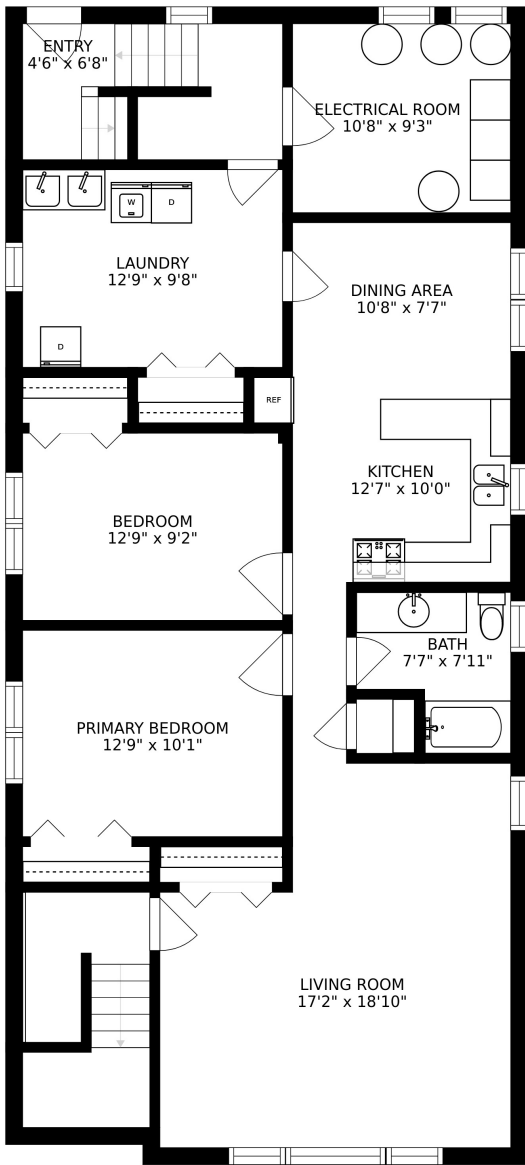 ENTRY
4'6" x 6'8"
ELECTRICAL ROOM
10'8" x 9'3"
W
D
LAUNDRY
12'9" x 9'8"
DINING AREA
10'8" x 7'7"
D
REF
KITCHEN
12'7" x 10'0"
BEDROOM
12'9" x 9'2"
BATH
7'7" x 7'11"
PRIMARY BEDROOM
12'9" x 10'1"
LIVING ROOM
17'2" x 18'10"